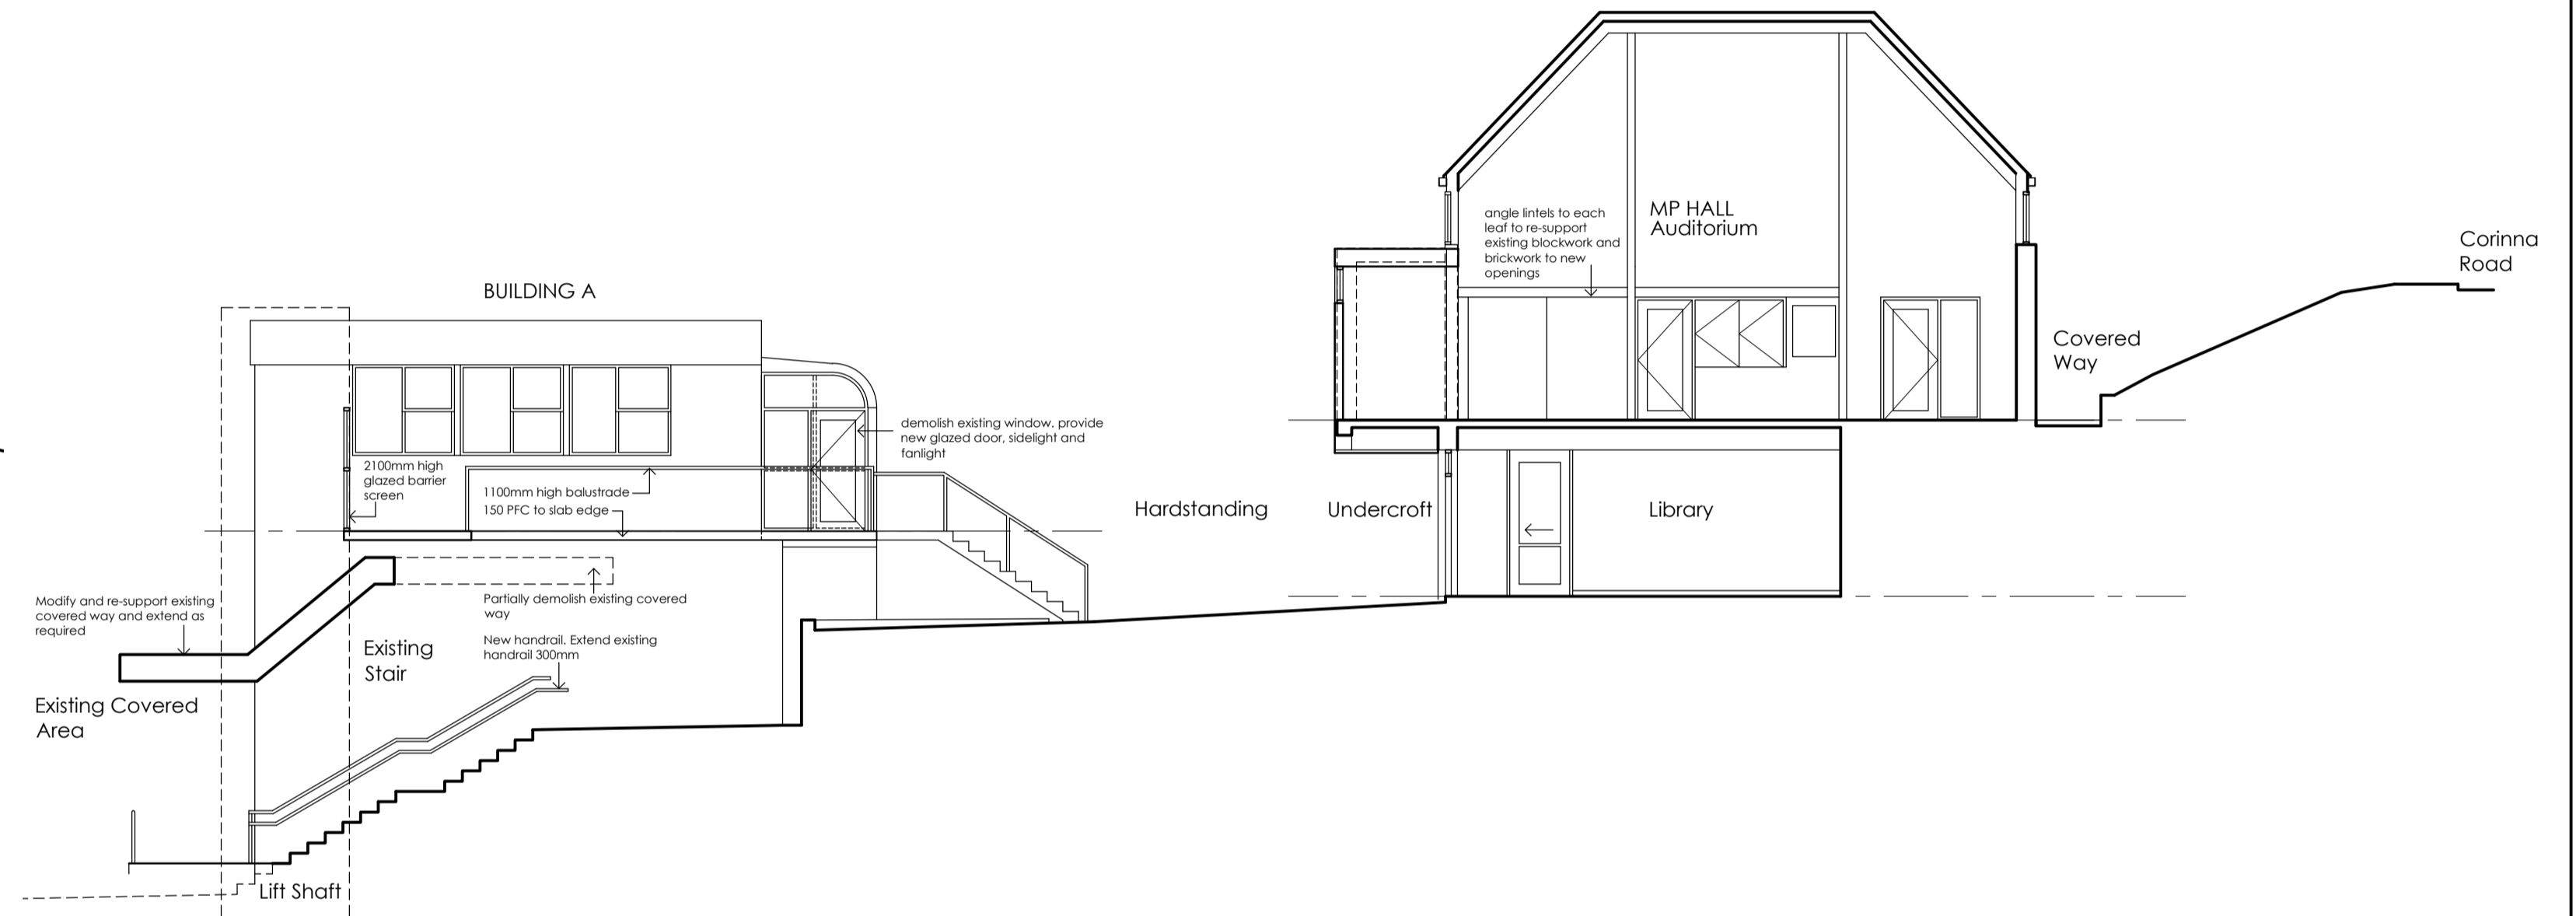 BUILDING A
2100mm high
glazed barrier
screen
1100mm high balustrade
150 PFC to slab edge
demolish existing window. provide
new glazed door, sidelight and
fanlight
Modify and re-support existing
covered way and extend as
required
Partially demolish existing covered
way
New handrail. Extend existing
handrail 300mm
Existing
Stair
Existing Covered
Area
Lift Shaft
Hardstanding
Undercroft
Library
angle lintels to each
leaf to re-support
existing blockwork and
brickwork to new
openings
MP HALL
Auditorium
Covered
Way
Corinna
Road